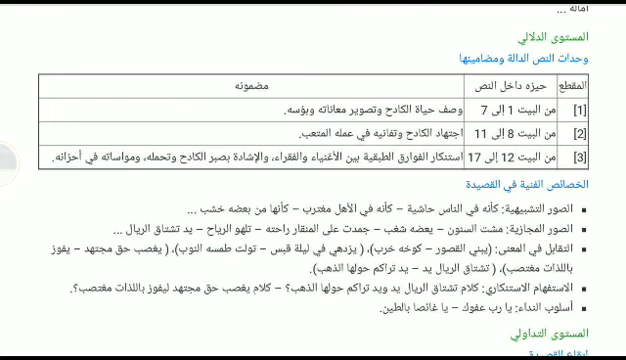 آماله ...
المستوى الدلالي
وحدات النص الدالة ومضامينها
المقطع حيزه داخل النص مضمونه
[1] من البيت 1 إلى 7 وصف حياة الكادح وتصوير معاناته وبؤسه.
[2] من البيت 8 إلى 11 اجتهاد الكادح وتفانيه في عمله المتعب.
[3] من البيت 12 إلى 17 استنكار الفوارق الطبقية بين الأغنياء والفقراء، والإشادة بصبر الكادح وتحمله، ومواساته في أحزانه.
الخصائص الفنية في القصيدة
▪ الصور التشبيهية: كأنه في الناس حاشية – كأنه في الأهل مغترب – كأنها من بعضه خشب ...
▪ الصور المجازية: مشت السنون – يعضه شغب – جمدت على المنقار راحته – تلهو الرياح – يد تشتاق الريال ...
▪ التقابل في المعنى: (يبني القصور – كوخه خرب)، (يزدهي في ليلة قبس – تولت طمسه النوب)، ( يغصب حق مجتهد – يفوز باللذات مغتصب)، ( تشتاق الريال يد – يد تراكم حولها الذهب).
▪ الاستفهام الاستنكاري: كلام تشتاق الريال يد ويد تراكم حولها الذهب؟ – كلام يغصب حق مجتهد ليفوز باللذات مغتصب؟.
▪ أسلوب النداء: يا رب عفوك – يا غائصا بالطين.
المستوى التداولي
إيقاع القصيدة